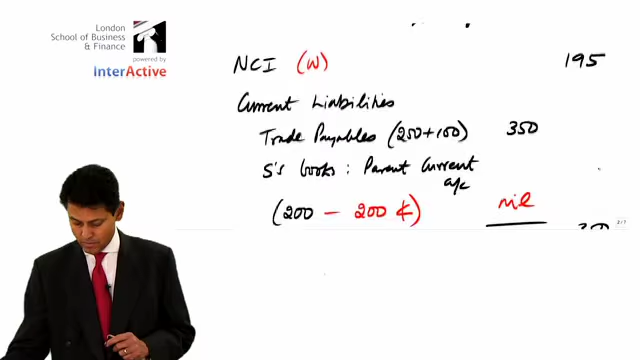 London
School of Business
& Finance
powered by
InterActive
NCI (W) 195
Current Liabilities
Trade Payables (250+100) 350
S's books: Parent Current
a/c
(200 - 200 ¢) nil